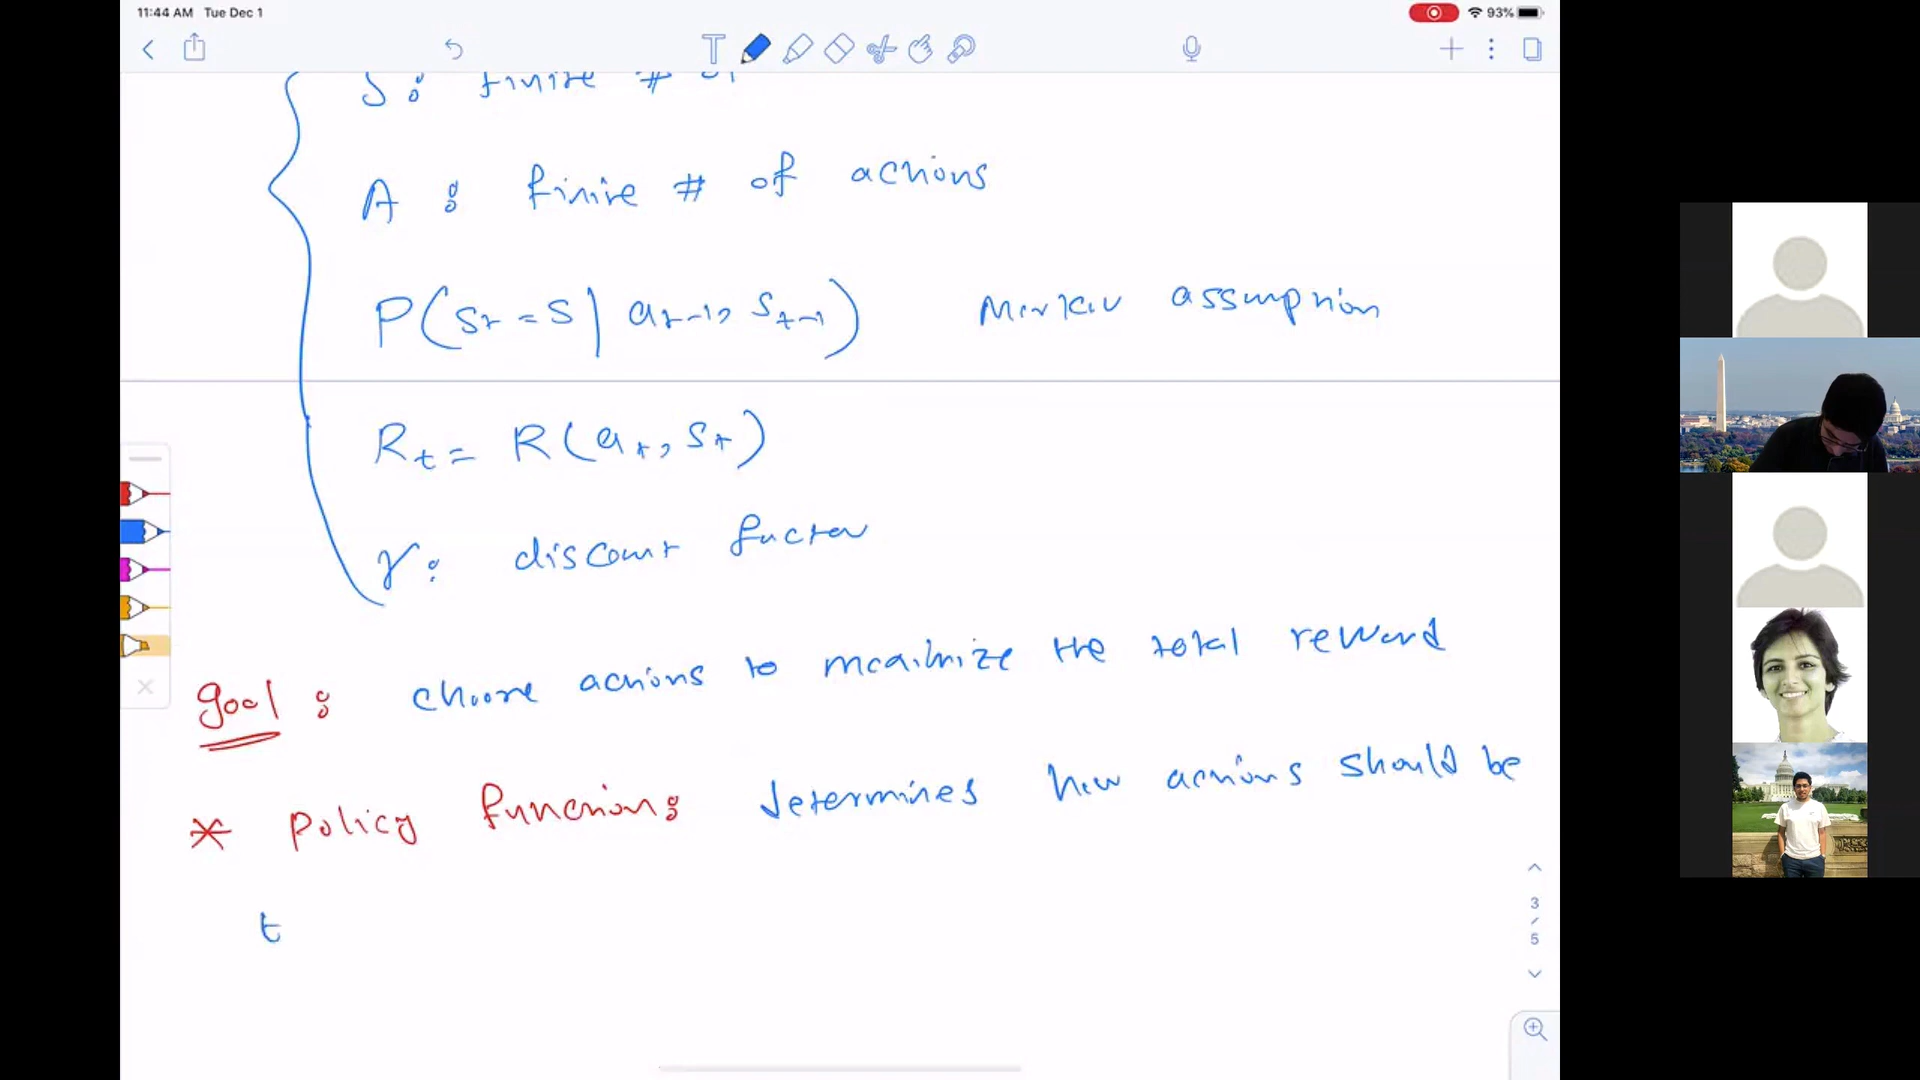 11:44 AM Tue Dec 1
93%
S: finite # of
A : finite # of actions
P(St = S | at-1, St-1) Markov assumption
Rt = R(at, St)
γ: discount factor
goal : choose actions to maximize the total reward
* policy function: determines how actions should be
t
3
/
5